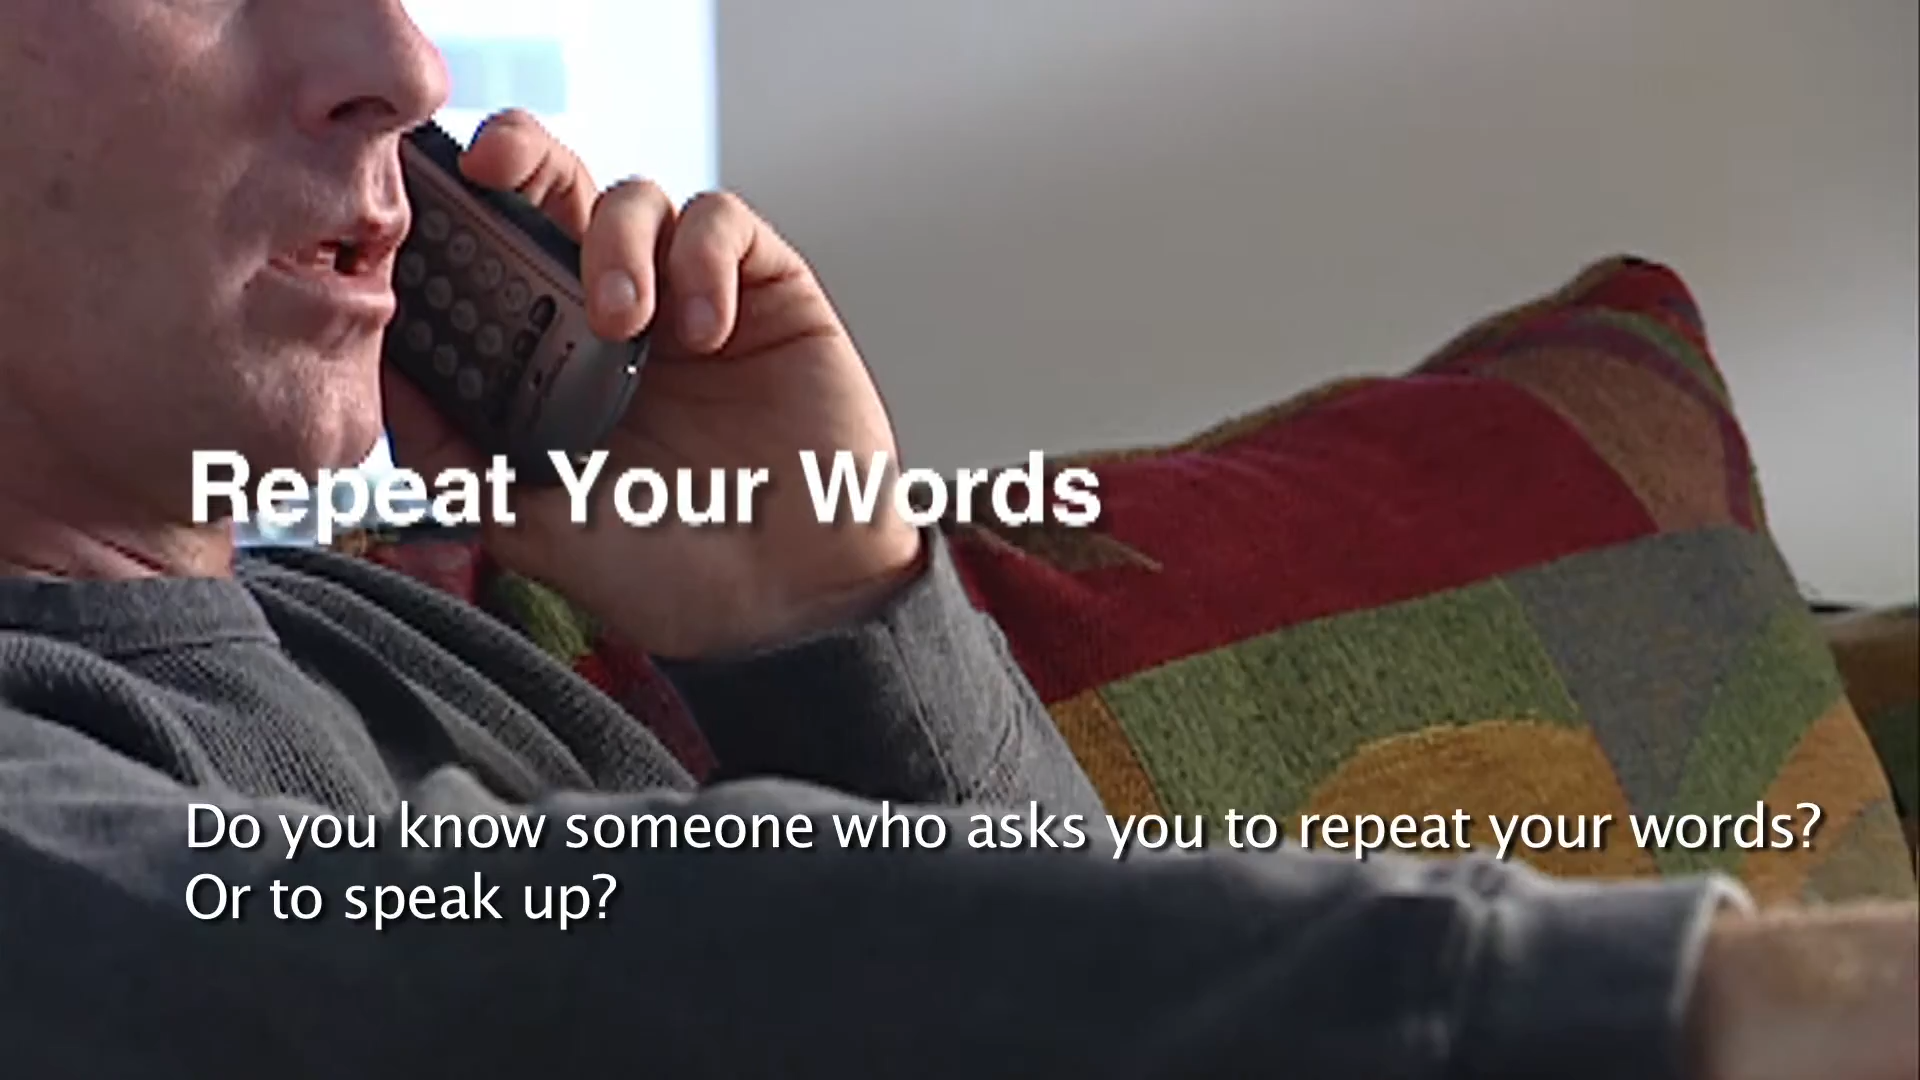 Repeat Your Words
Do you know someone who asks you to repeat your words?
Or to speak up?